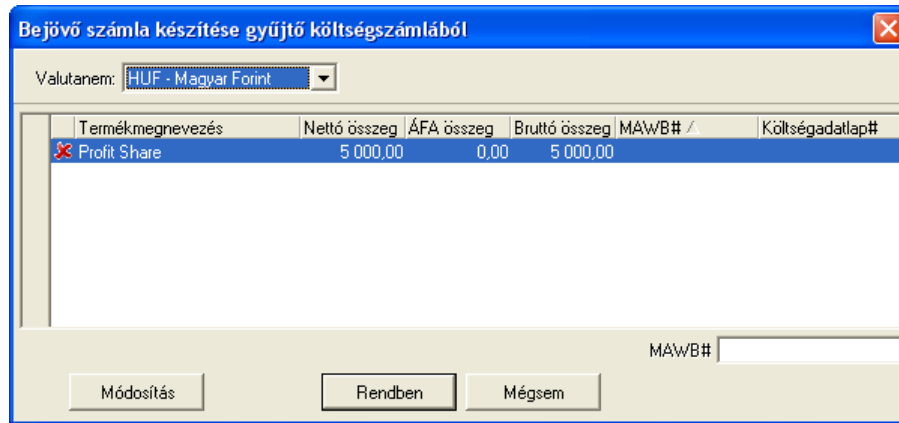 Bejövő számla készítése gyűjtő költségszámlából
Valutanem: HUF - Magyar Forint
Termékmegnevezés Nettó összeg ÁFA összeg Bruttó összeg MAWB# Költségadatlap#
Profit Share 5 000,00 0,00 5 000,00
MAWB#
Módosítás Rendben Mégsem